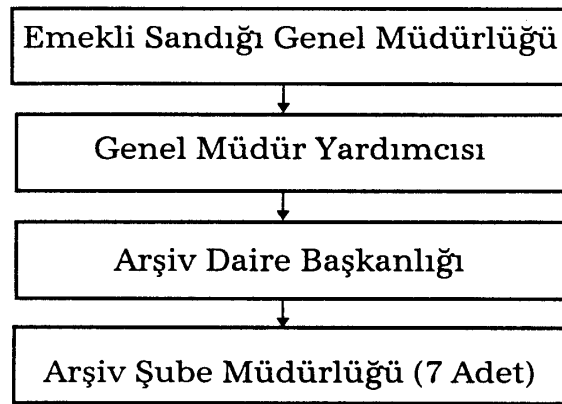 Emekli Sandığı Genel Müdürlüğü
Genel Müdür Yardımcısı
Arşiv Daire Başkanlığı
Arşiv Şube Müdürlüğü (7 Adet)